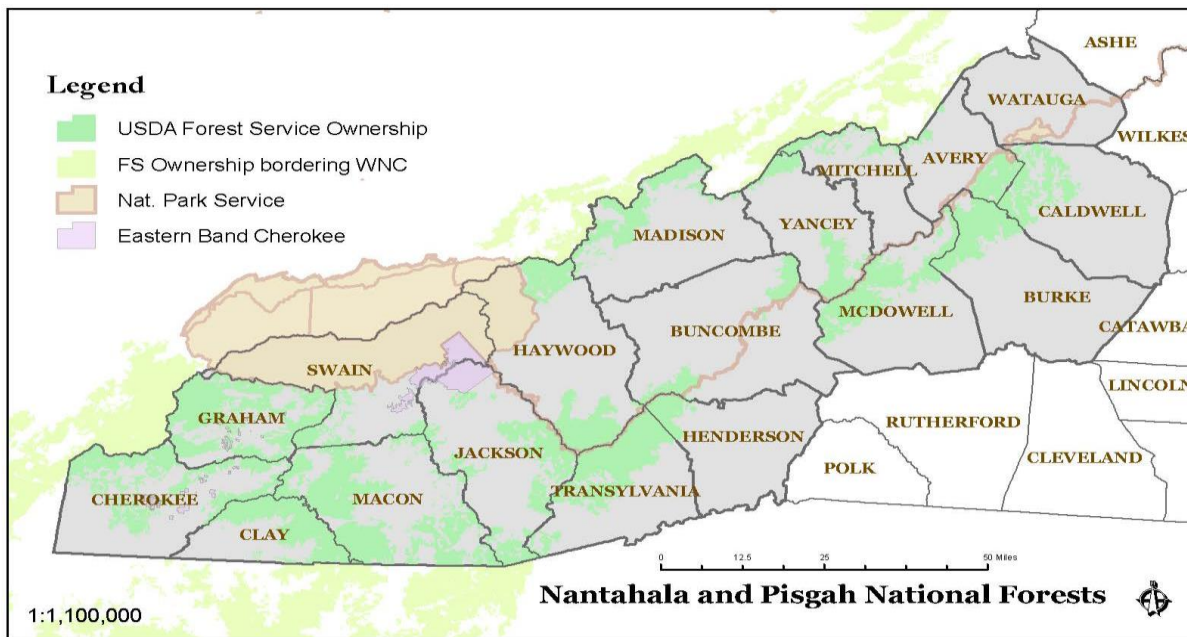 Legend
USDA Forest Service Ownership
FS Ownership bordering WNC
Nat. Park Service
Eastern Band Cherokee
ASHE
WATAUGA
WILKES
AVERY
MITCHELL
CALDWELL
YANCEY
MADISON
BURKE
MCDOWELL
BUNCOMBE
CATAWBA
HAYWOOD
SWAIN
LINCOLN
GRAHAM
RUTHERFORD
HENDERSON
JACKSON
CLEVELAND
POLK
TRANSYLVANIA
CHEROKEE
MACON
CLAY
0 12.5 25 50 Miles
Nantahala and Pisgah National Forests
1:1,100,000